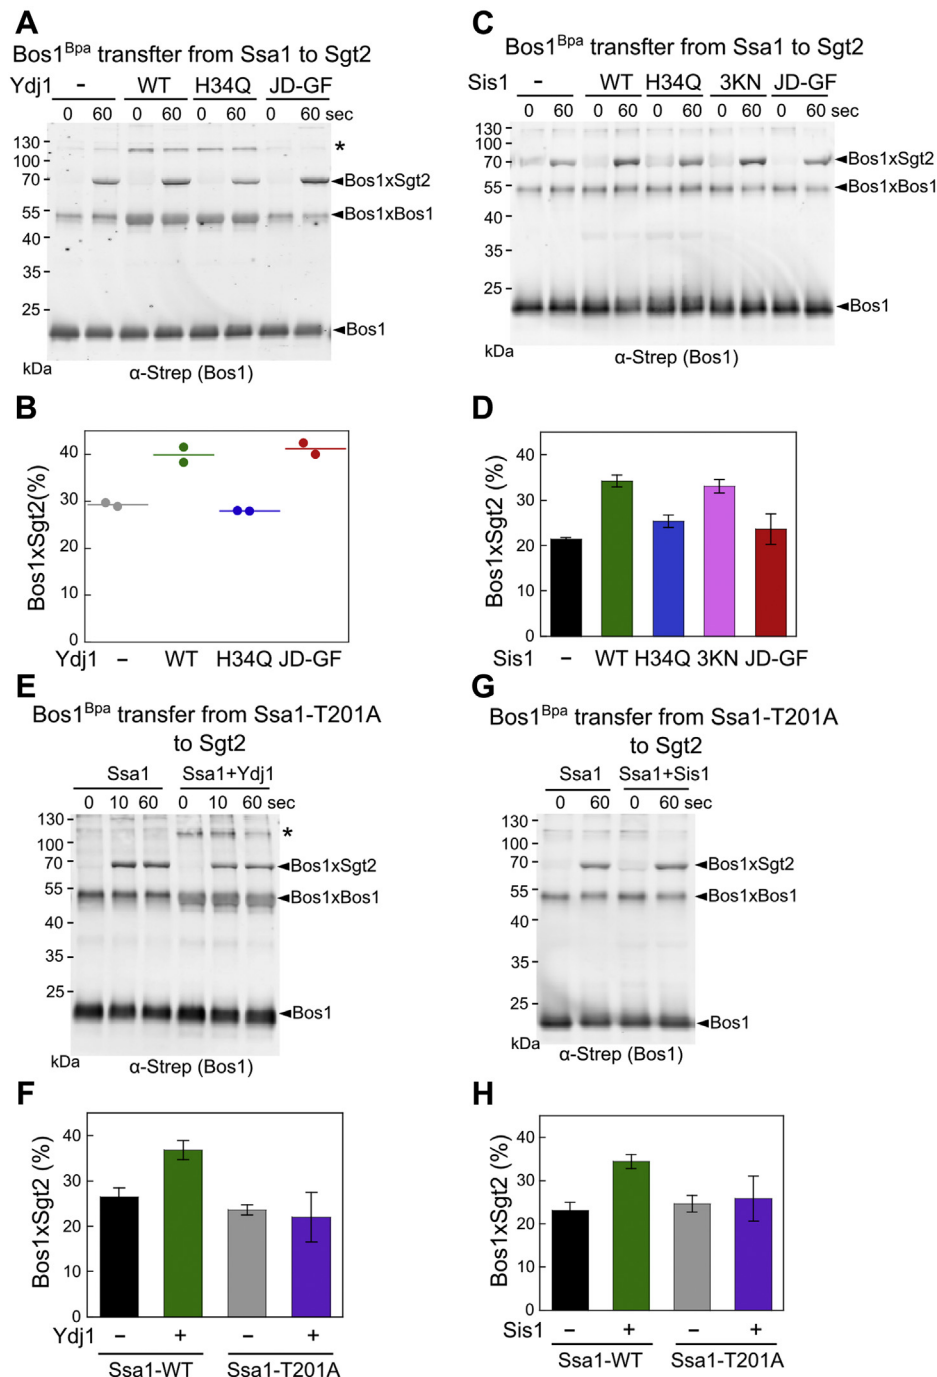 A
Bos1Bpa transfter from Ssa1 to Sgt2
Ydj1 - WT H34Q JD-GF
0 60 0 60 0 60 0 60 sec
130
100
70
55
40
35
25
kDa
*
Bos1xSgt2
Bos1xBos1
Bos1
α-Strep (Bos1)
C
Bos1Bpa transfter from Ssa1 to Sgt2
Sis1 - WT H34Q 3KN JD-GF
0 60 0 60 0 60 0 60 0 60 sec
130
100
70
55
40
25
kDa
Bos1xSgt2
Bos1xBos1
Bos1
α-Strep (Bos1)
B
Bos1xSgt2(%)
40
30
20
10
0
Ydj1 – WT H34Q JD-GF
D
Bos1xSgt2 (%)
40
30
20
10
0
Sis1 – WT H34Q 3KN JD-GF
E
Bos1Bpa transfer from Ssa1-T201A
to Sgt2
Ssa1 Ssa1+Ydj1
0 10 60 0 10 60 sec
130
100
70
55
40
35
25
kDa
*
Bos1xSgt2
Bos1xBos1
Bos1
α-Strep (Bos1)
G
Bos1Bpa transfer from Ssa1-T201A
to Sgt2
Ssa1 Ssa1+Sis1
0 60 0 60 sec
130
100
70
55
40
35
25
kDa
Bos1xSgt2
Bos1xBos1
Bos1
α-Strep (Bos1)
F
Bos1xSgt2 (%)
40
30
20
10
0
Ydj1 – + – +
Ssa1-WT Ssa1-T201A
H
Bos1xSgt2 (%)
40
30
20
10
0
Sis1 – + – +
Ssa1-WT Ssa1-T201A